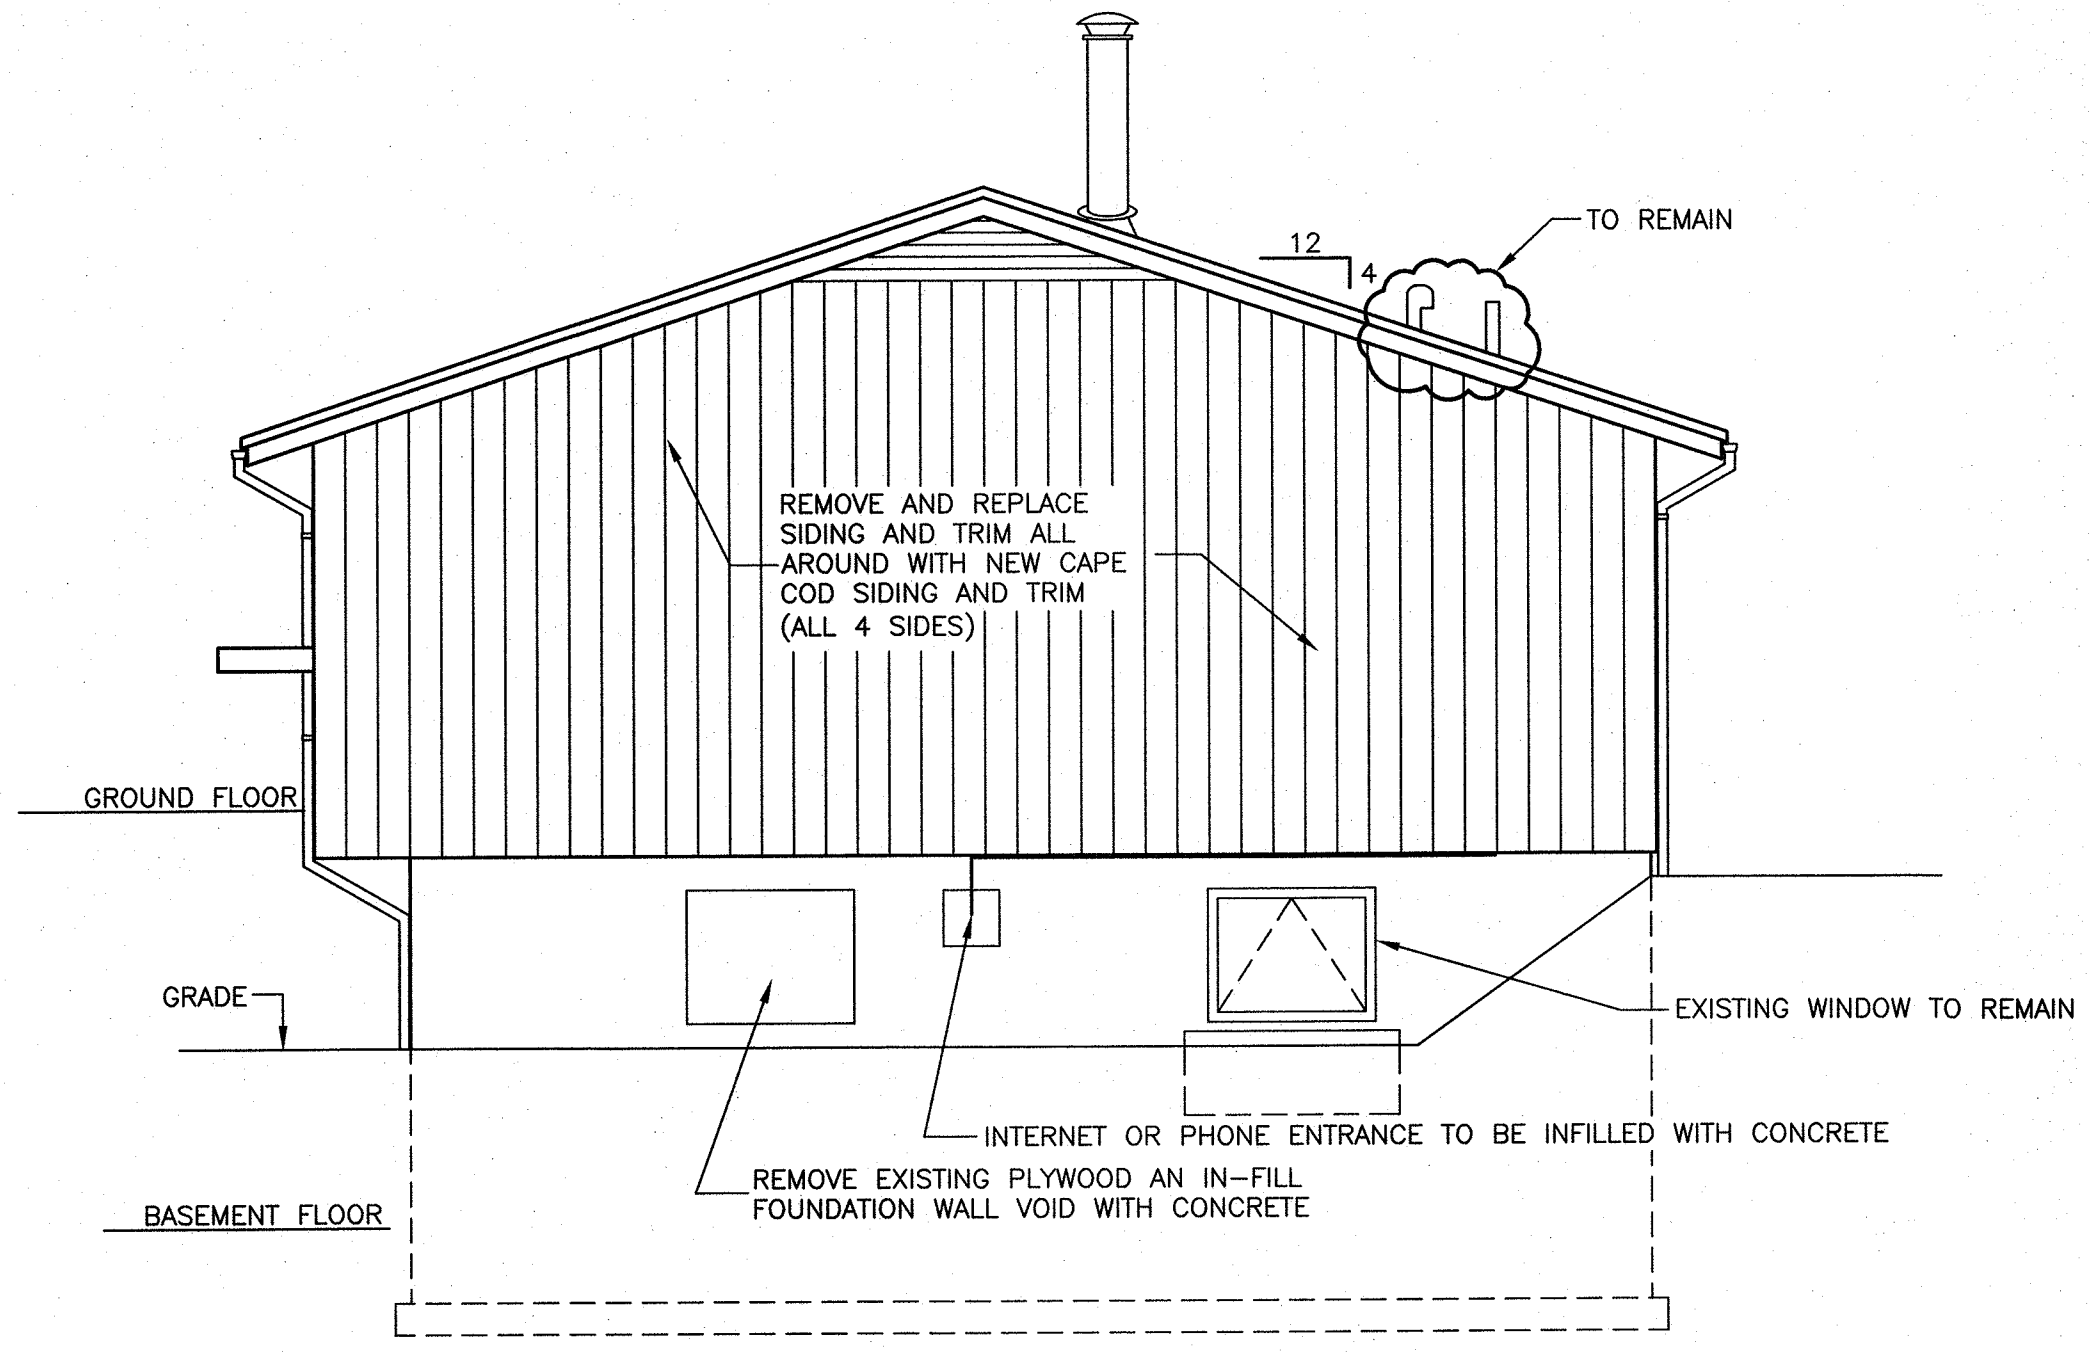 TO REMAIN
12
4
REMOVE AND REPLACE
SIDING AND TRIM ALL
AROUND WITH NEW CAPE
COD SIDING AND TRIM
(ALL 4 SIDES)
GROUND FLOOR
GRADE
EXISTING WINDOW TO REMAIN
INTERNET OR PHONE ENTRANCE TO BE INFILLED WITH CONCRETE
REMOVE EXISTING PLYWOOD AN IN-FILL
FOUNDATION WALL VOID WITH CONCRETE
BASEMENT FLOOR